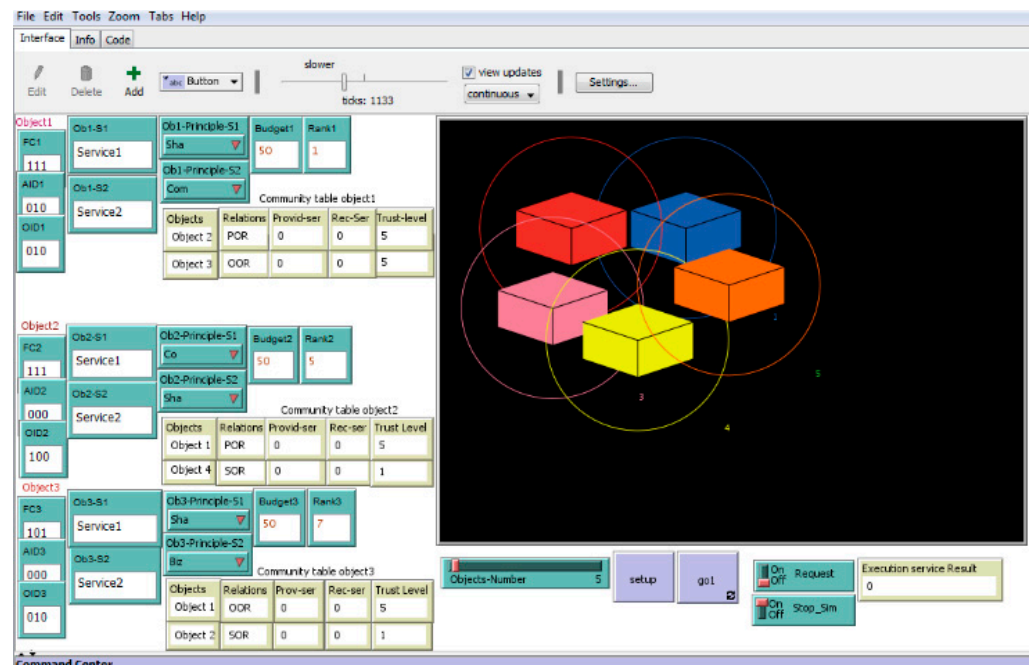 File Edit Tools Zoom Tabs Help
Interface Info Code
Edit Delete Add abc Button slower ticks: 1133 view updates continuous Settings...
Object1
FC1
111
AID1
010
OID1
010
Ob1-S1
Service1
Ob1-S2
Service2
Ob1-Principle-S1
Sha
Ob1-Principle-S2
Com
Budget1
50
Rank1
1
Community table object1
Objects Relations Provid-ser Rec-Ser Trust-level
Object 2 POR 0 0 5
Object 3 OOR 0 0 5
Object2
FC2
111
AID2
000
OID2
100
Ob2-S1
Service1
Ob2-S2
Service2
Ob2-Principle-S1
Co
Ob2-Principle-S2
Sha
Budget2
50
Rank2
5
Community table object2
Objects Relations Provid-ser Rec-ser Trust Level
Object 1 POR 0 0 5
Object 4 SOR 0 0 1
Object3
FC3
101
AID3
000
OID3
010
Ob3-S1
Service1
Ob3-S2
Service2
Ob3-Principle-S1
Sha
Ob3-Principle-S2
Biz
Budget3
50
Rank3
7
Community table object3
Objects Relations Prov-ser Rec-ser Trust Level
Object 1 OOR 0 0 5
Object 2 SOR 0 0 1
3
4
5
Objects-Number 5
setup
go1
On
Off
Request
On
Off
Stop_Sim
Execution service Result
0
Command Center